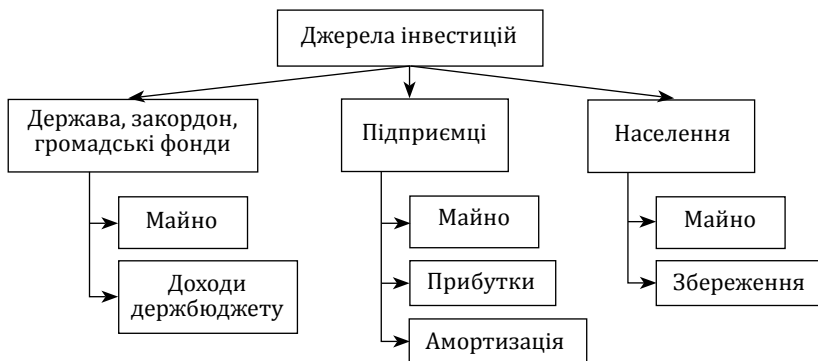 Джерела інвестицій
Держава, закордон,
громадські фонди
Підприємці
Населення
Майно
Майно
Майно
Доходи
держбюджету
Прибутки
Збереження
Амортизація